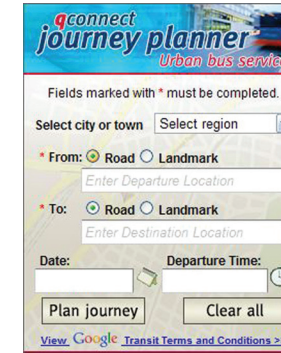 qconnect
journey planner
Urban bus service
Fields marked with * must be completed.
Select city or town Select region
* From: Road Landmark
Enter Departure Location
* To: Road Landmark
Enter Destination Location
Date: Departure Time:
Plan journey Clear all
View Google Transit Terms and Conditions >